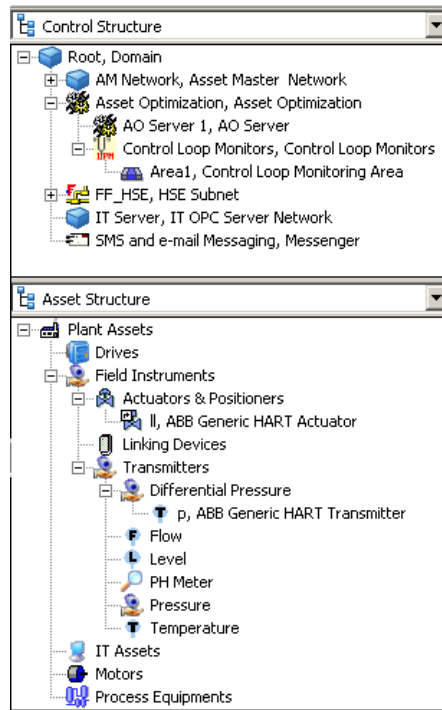 Control Structure
Root, Domain
AM Network, Asset Master Network
Asset Optimization, Asset Optimization
AO Server 1, AO Server
UPM
Control Loop Monitors, Control Loop Monitors
Area1, Control Loop Monitoring Area
FF_HSE, HSE Subnet
IT Server, IT OPC Server Network
SMS and e-mail Messaging, Messenger
Asset Structure
Plant Assets
Drives
Field Instruments
Actuators & Positioners
ll, ABB Generic HART Actuator
Linking Devices
Transmitters
Differential Pressure
T p, ABB Generic HART Transmitter
F Flow
L Level
PH Meter
Pressure
T Temperature
IT Assets
Motors
Process Equipments